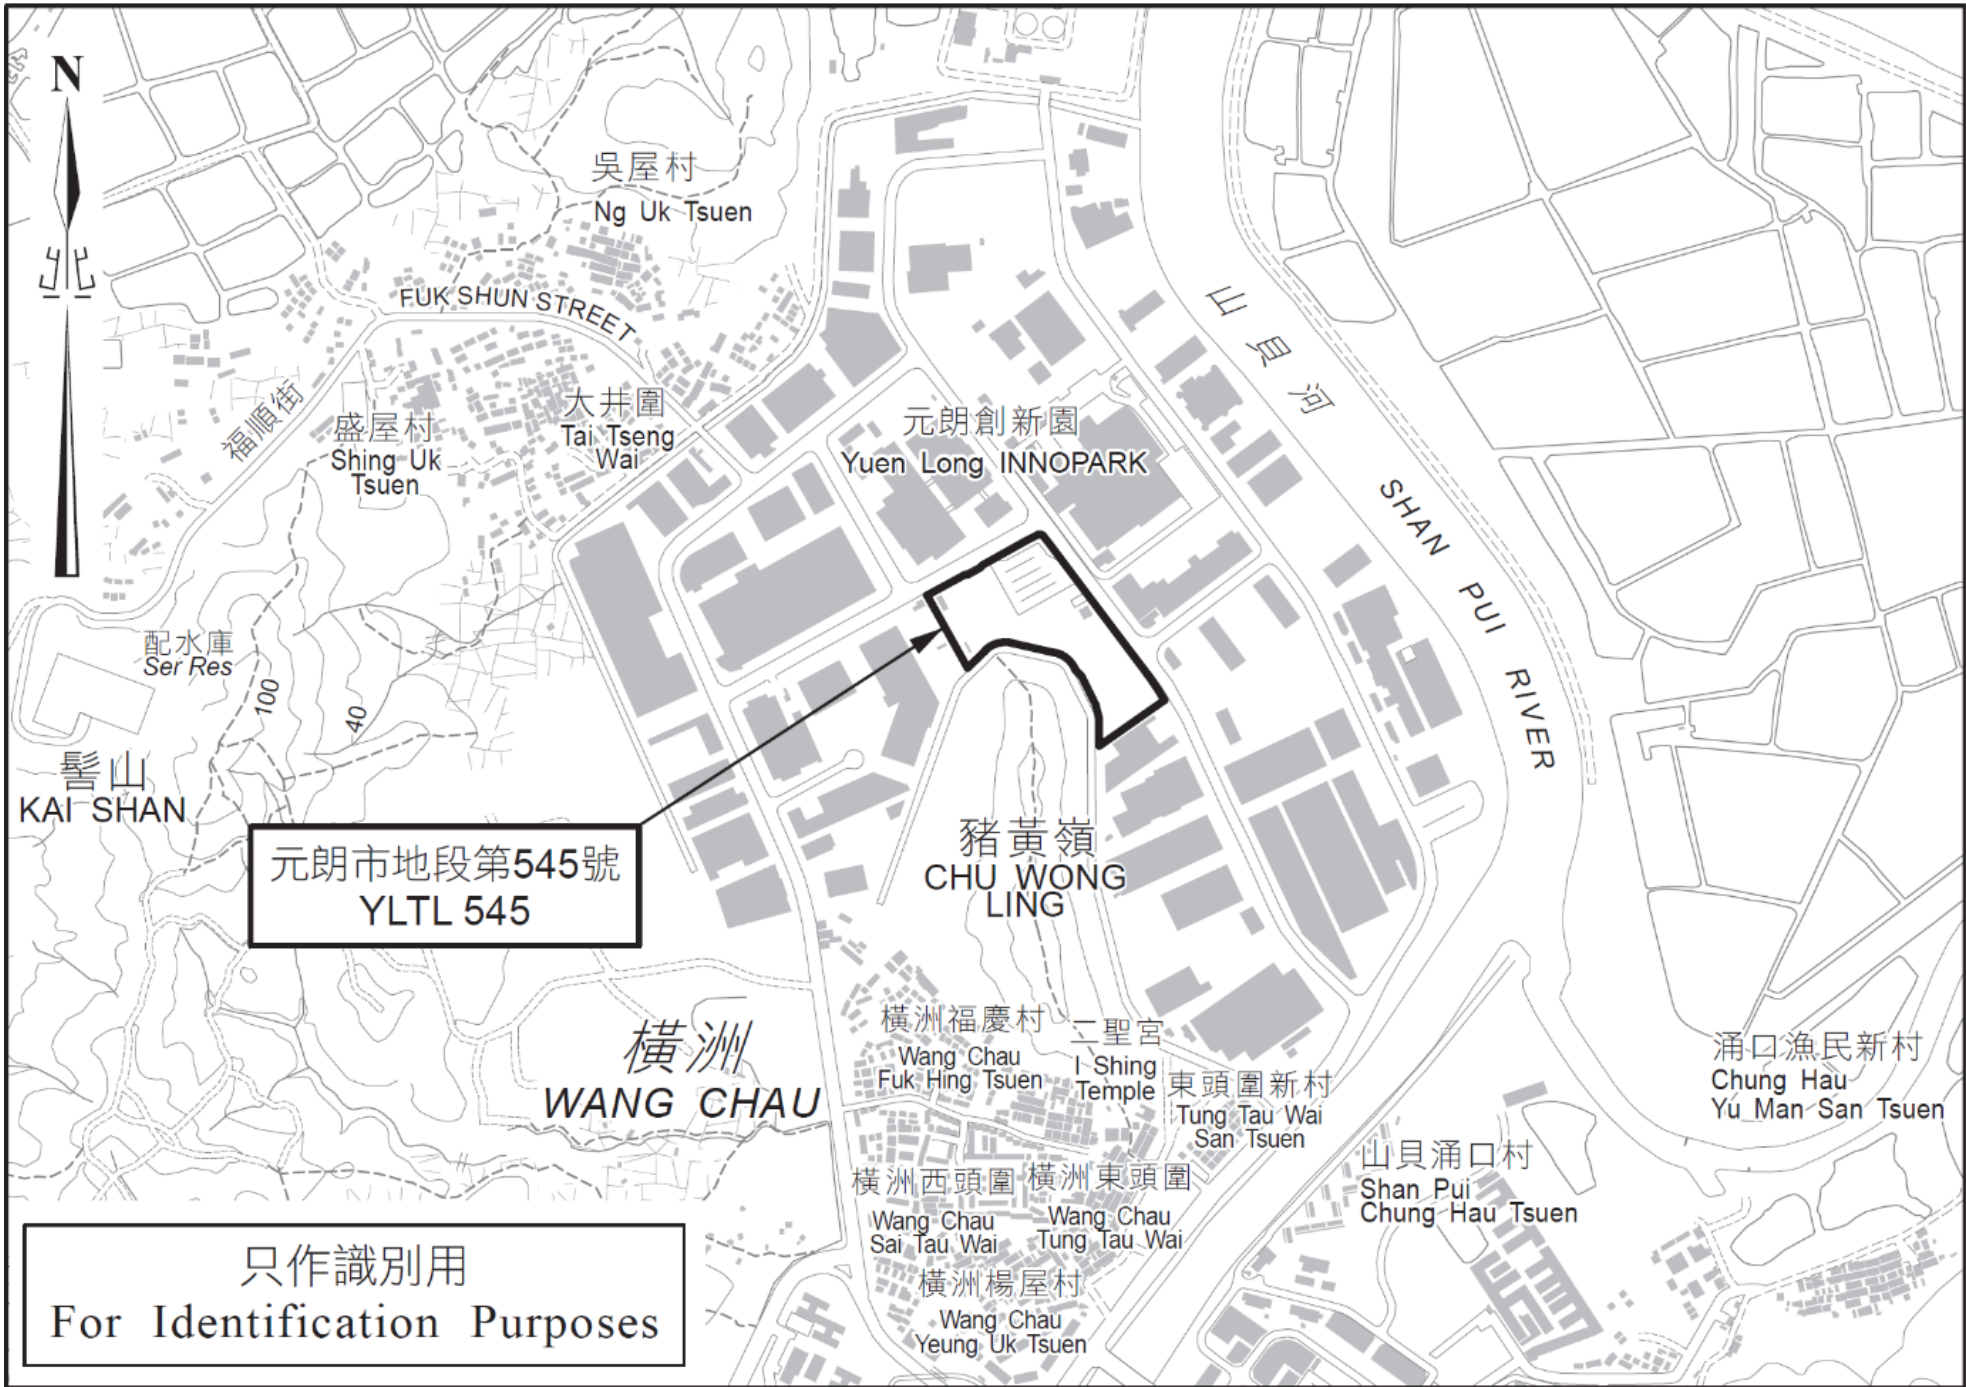 N
吳屋村
Ng Uk Tsuen
FUK SHUN STREET
福順街
盛屋村
Shing Uk
Tsuen
大井圍
Tai Tseng
Wai
元朗創新園
Yuen Long INNOPARK
山貝河
SHAN PUI RIVER
配水庫
Ser Res
100
40
髻山
KAI SHAN
元朗市地段第545號
YLTL 545
豬黃嶺
CHU WONG
LING
橫洲
WANG CHAU
橫洲福慶村
Wang Chau
Fuk Hing Tsuen
二聖宮
I Shing
Temple
東頭圍新村
Tung Tau Wai
San Tsuen
涌口漁民新村
Chung Hau
Yu Man San Tsuen
山貝涌口村
Shan Pui
Chung Hau Tsuen
橫洲西頭圍
Wang Chau
Sai Tau Wai
橫洲東頭圍
Wang Chau
Tung Tau Wai
橫洲楊屋村
Wang Chau
Yeung Uk Tsuen
只作識別用
For Identification Purposes